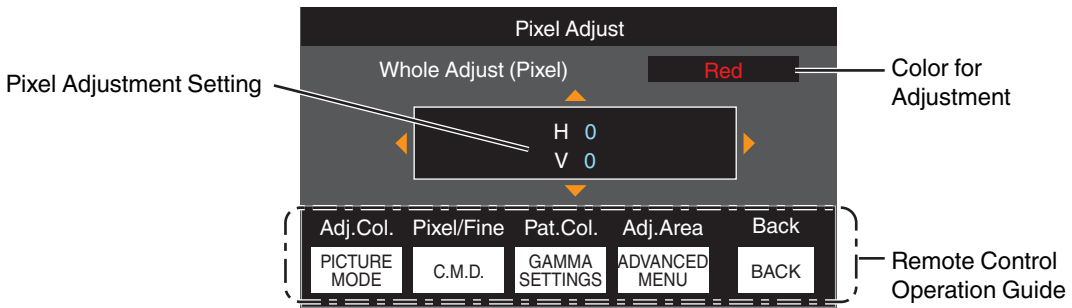 Pixel Adjust
Whole Adjust (Pixel)
Red
Pixel Adjustment Setting
Color for
Adjustment
H 0
V 0
Adj.Col.
Pixel/Fine
Pat.Col.
Adj.Area
Back
PICTURE
MODE
C.M.D.
GAMMA
SETTINGS
ADVANCED
MENU
BACK
Remote Control
Operation Guide